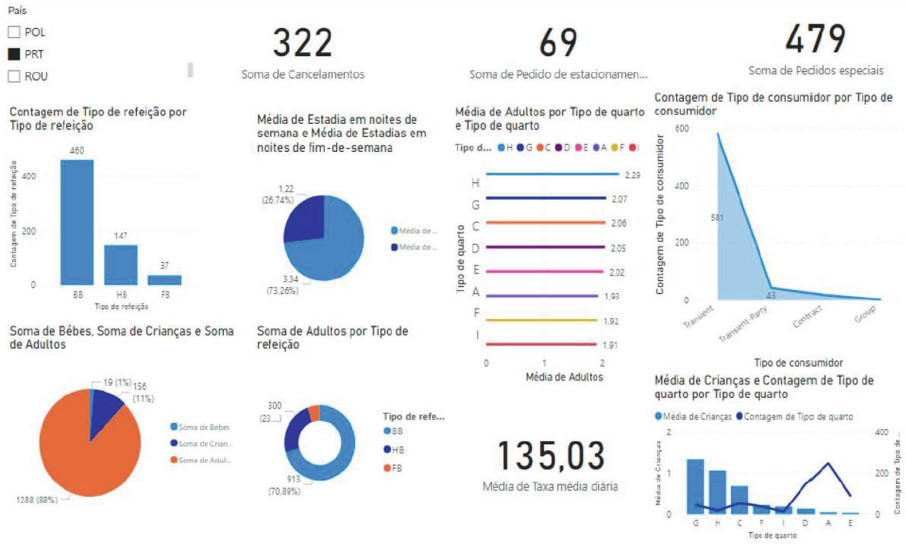 País
POL
PRT
ROU
322
Soma de Cancelamentos
69
Soma de Pedido de estacionamen...
479
Soma de Pedidos especiais
Contagem de Tipo de refeição por
Tipo de refeição
Contagem de Tipo de refeição
400
200
0
460
147
37
BB
HB
FB
Tipo de refeição
Média de Estadia em noites de
semana e Média de Estadias em
noites de fim-de-semana
1,22
(26.74%)
3,34
(73,26%)
Média de ...
Média de ...
Média de Adultos por Tipo de quarto
e Tipo de quarto
Tipo d... H G C D E A F I
Tipo de quarto
H
2.29
G
2.07
C
2.06
D
2.05
E
2.02
A
1,93
F
1,92
I
1.91
0
1
2
Média de Adultos
Contagem de Tipo de consumidor por Tipo de
consumidor
Contagem de Tipo de consumidor
600
400
200
0
581
43
Transient
Transient-Party
Contract
Group
Tipo de consumidor
Soma de Bébes, Soma de Crianças e Soma
de Adultos
19 (1%)
156
(11%)
1288 (88%)
Soma de Bebes
Soma de Crian...
Soma de Adul...
Soma de Adultos por Tipo de
refeição
300
(23 ...)
913
(70,89%)
Tipo de refe...
BB
HB
FB
135,03
Média de Taxa média diária
Média de Crianças e Contagem de Tipo de
quarto por Tipo de quarto
Média de Crianças Contagem de Tipo de quarto
Média de Crianças
2
1
0
400
200
0
Contagem de Tipo de ...
G
H
C
F
I
D
A
E
Tipo de quarto